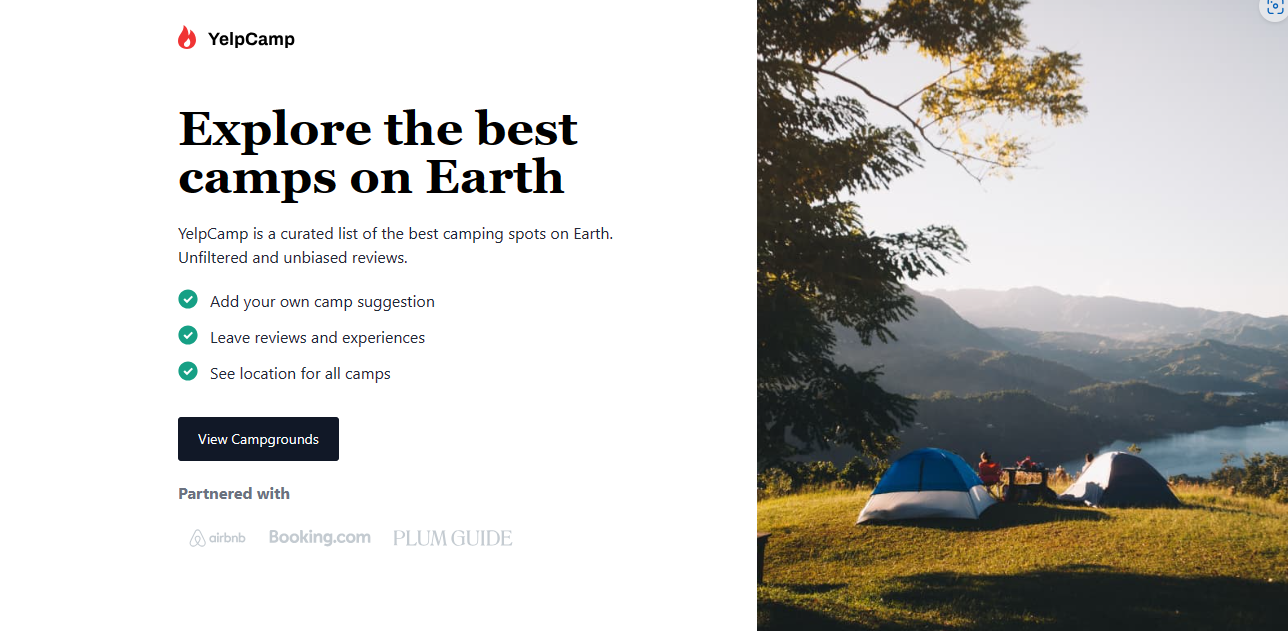 YelpCamp
Explore the best
camps on Earth
YelpCamp is a curated list of the best camping spots on Earth.
Unfiltered and unbiased reviews.
Add your own camp suggestion
Leave reviews and experiences
See location for all camps
View Campgrounds
Partnered with
airbnb Booking.com PLUM GUIDE